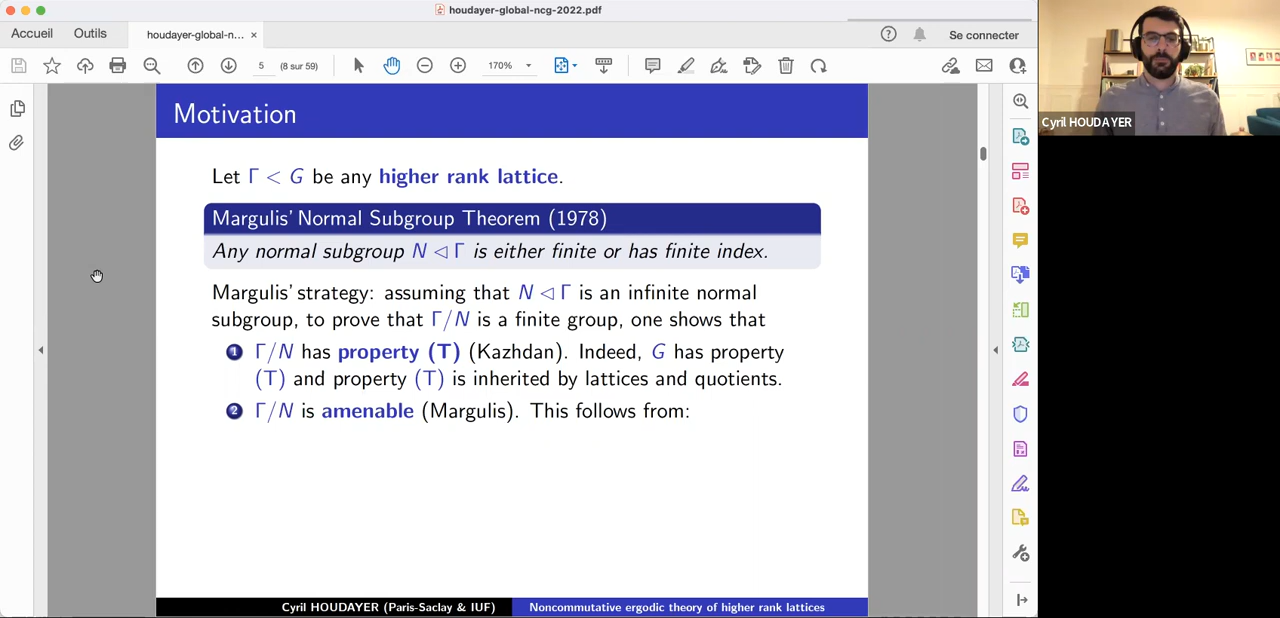 houdayer-global-ncg-2022.pdf
Accueil Outils houdayer-global-n... × Se connecter
5 (8 sur 59) 170%
Cyril HOUDAYER
Motivation
Let Γ < G be any higher rank lattice.
Margulis' Normal Subgroup Theorem (1978)
Any normal subgroup N ◁ Γ is either finite or has finite index.
Margulis' strategy: assuming that N ◁ Γ is an infinite normal
subgroup, to prove that Γ/N is a finite group, one shows that
1 Γ/N has property (T) (Kazhdan). Indeed, G has property
(T) and property (T) is inherited by lattices and quotients.
2 Γ/N is amenable (Margulis). This follows from:
Cyril HOUDAYER (Paris-Saclay & IUF) Noncommutative ergodic theory of higher rank lattices